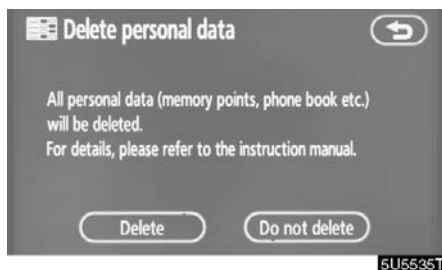 Delete personal data
All personal data (memory points, phone book etc.)
will be deleted.
For details, please refer to the instruction manual.
Delete Do not delete
5U5535T